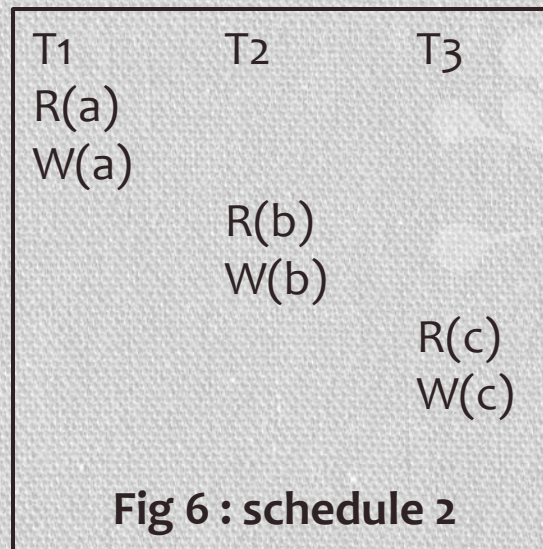 T1 T2 T3
R(a)
W(a)
R(b)
W(b)
R(c)
W(c)
Fig 6 : schedule 2